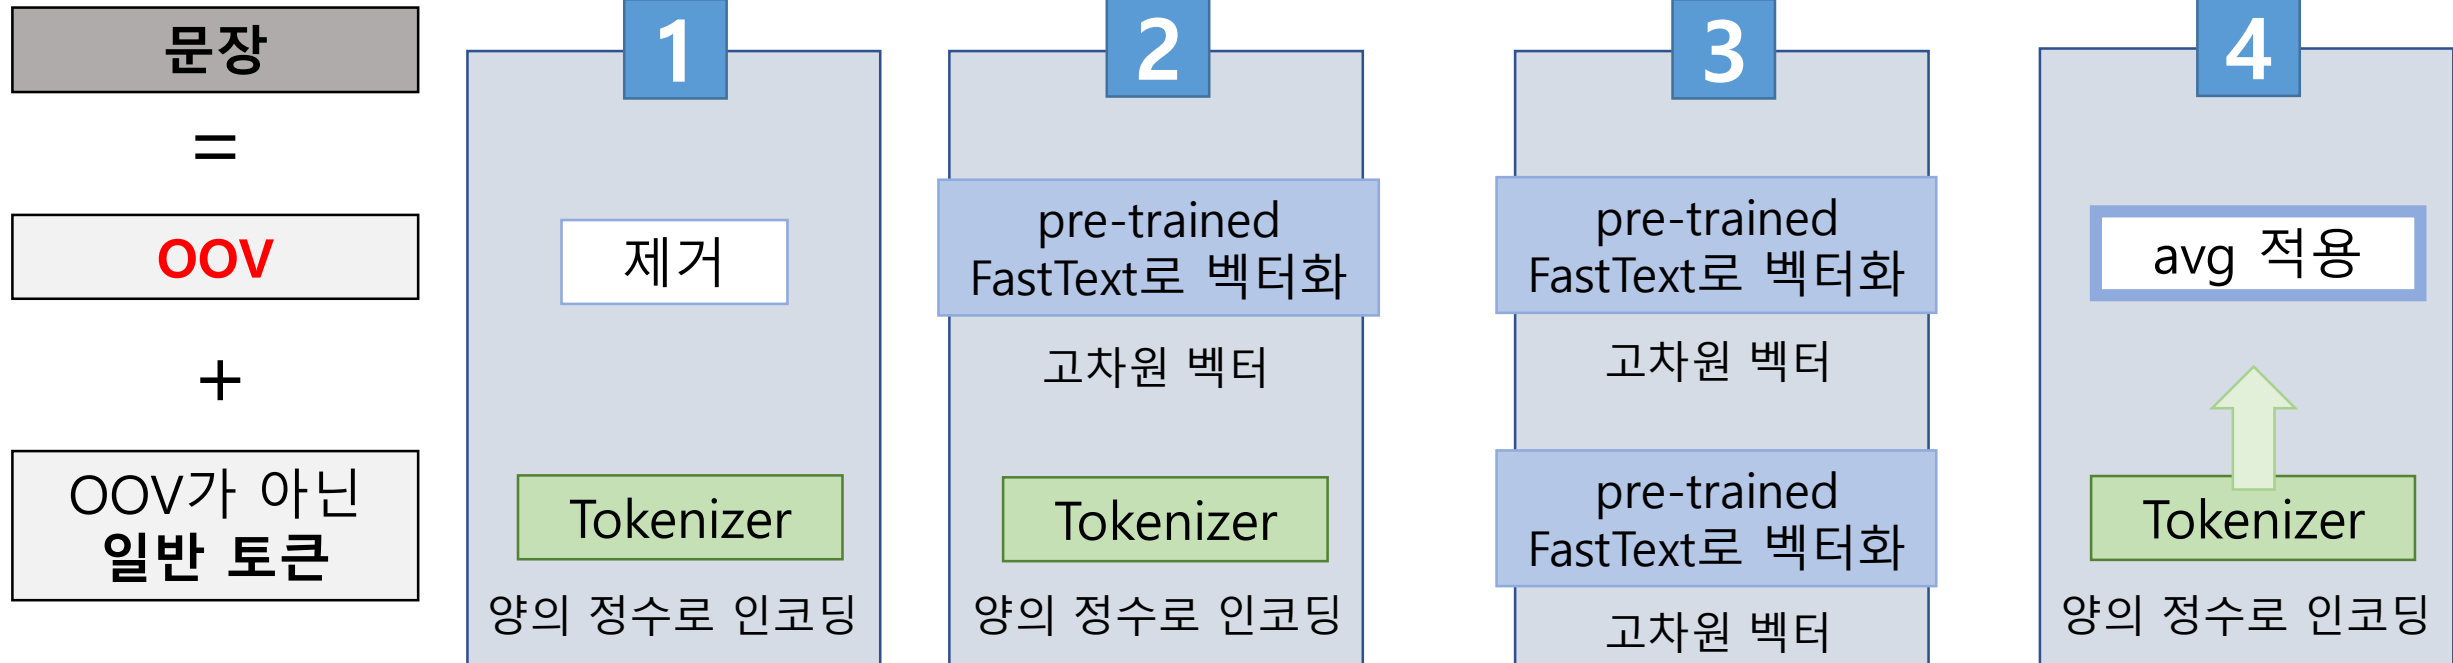 문장
=
OOV
+
OOV가 아닌
일반 토큰
1
제거
Tokenizer
양의 정수로 인코딩
2
pre-trained
FastText로 벡터화
고차원 벡터
Tokenizer
양의 정수로 인코딩
3
pre-trained
FastText로 벡터화
고차원 벡터
pre-trained
FastText로 벡터화
고차원 벡터
4
avg 적용
Tokenizer
양의 정수로 인코딩